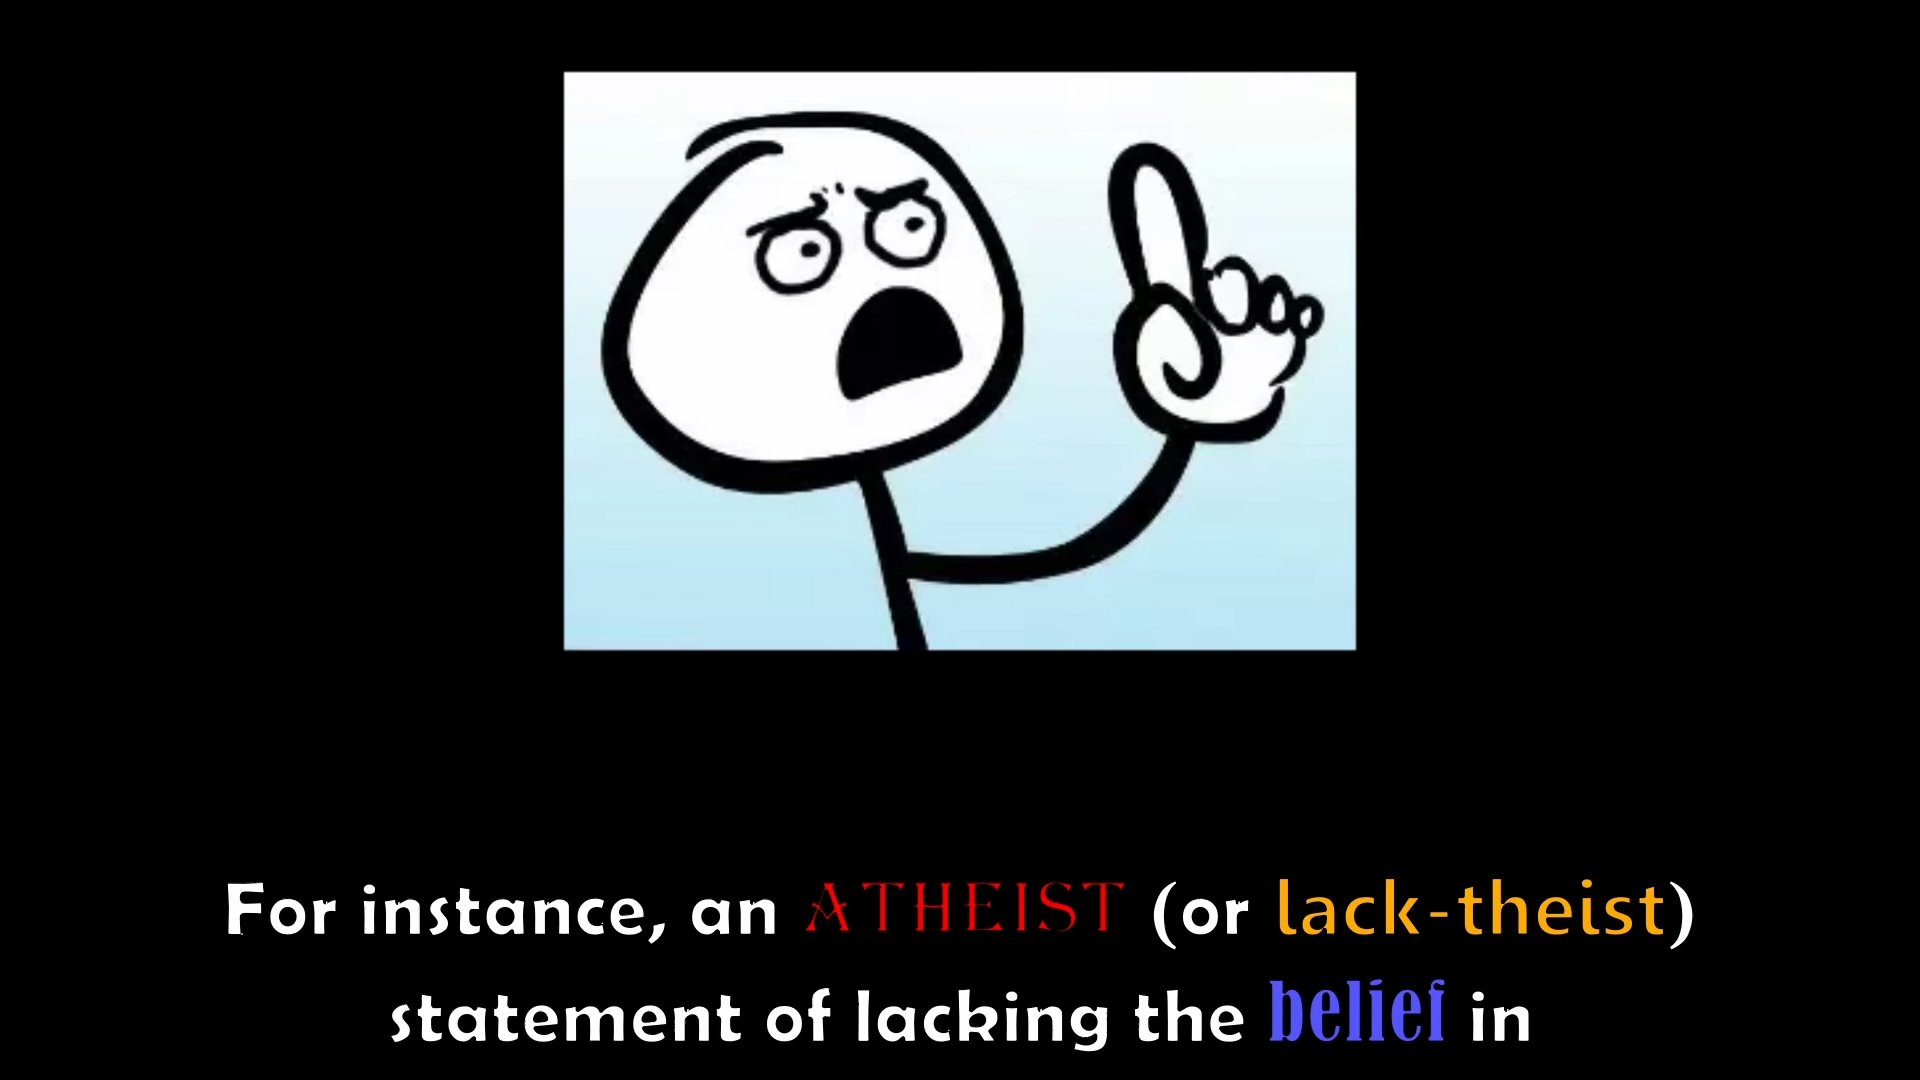 For instance, an ATHEIST (or lack-theist)
statement of lacking the belief in